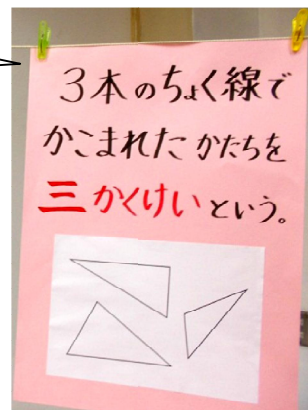 3本のちょく線で
かこまれたかたちを
三かくけいという。